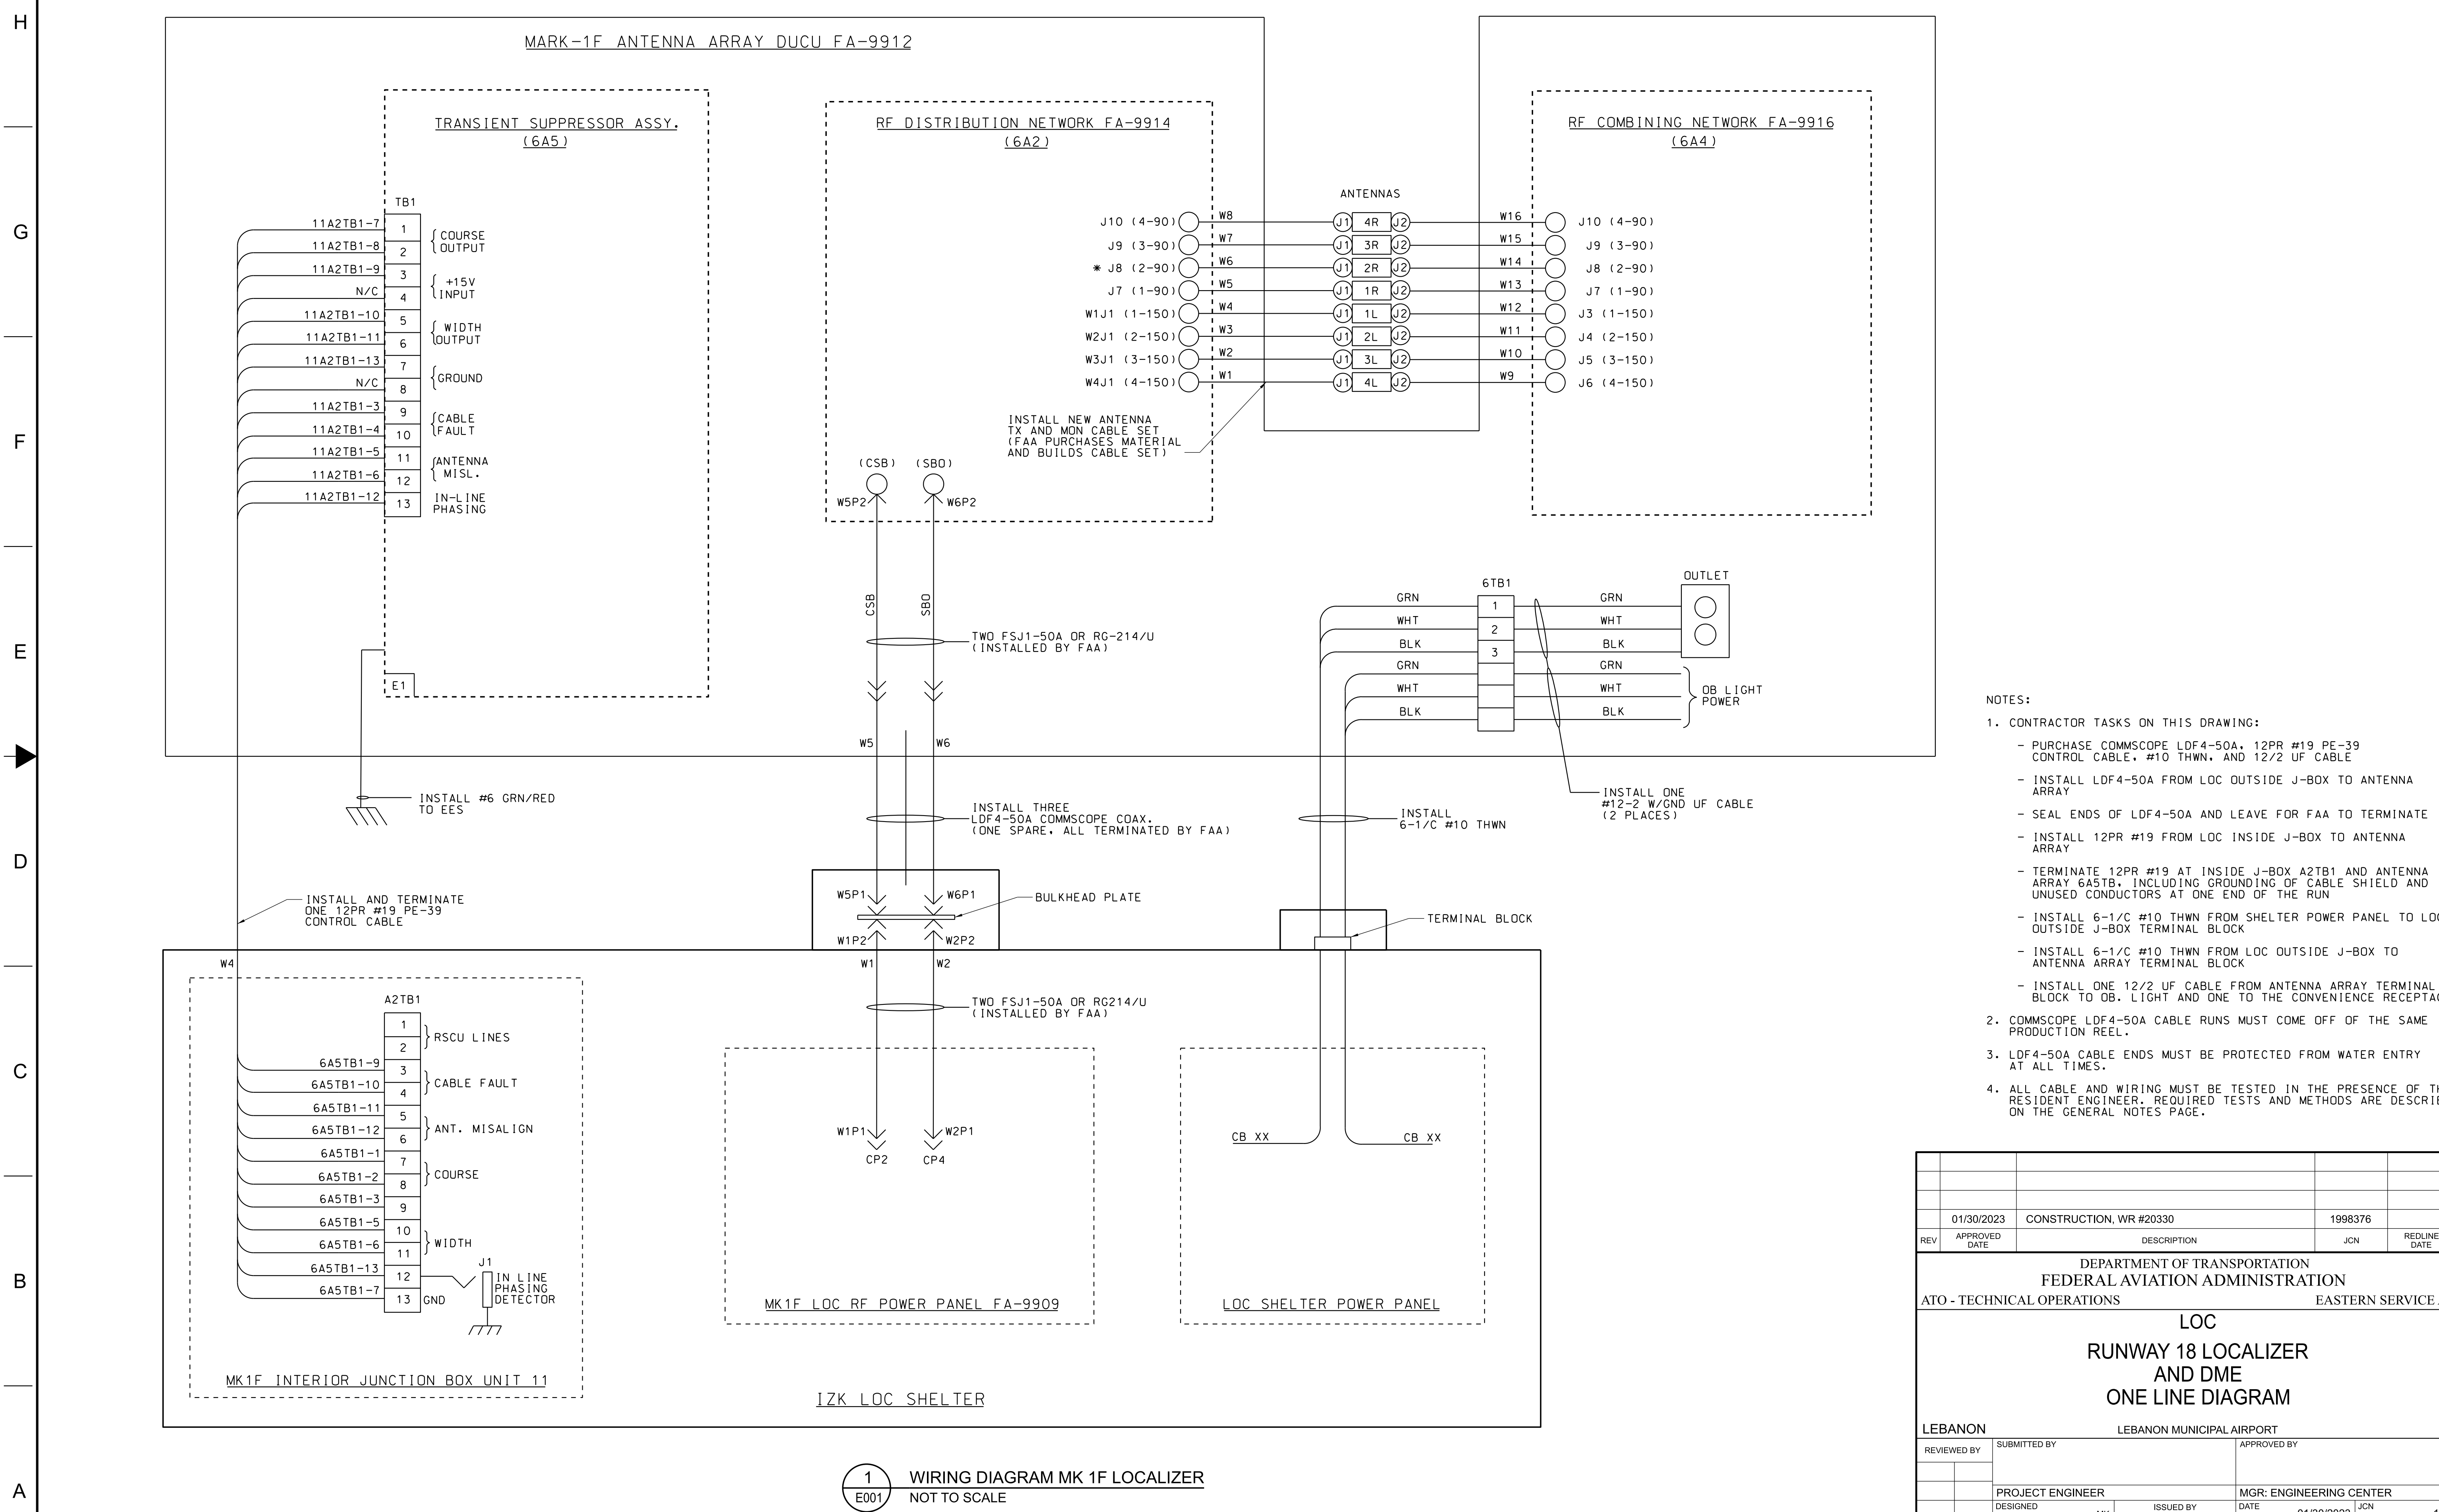 H
G
F
E
D
C
B
A
MARK-1F ANTENNA ARRAY DUCU FA-9912
TRANSIENT SUPPRESSOR ASSY.
(6A5)
TB1
11A2TB1-7
1
11A2TB1-8
2
COURSE
OUTPUT
11A2TB1-9
3
N/C
4
+15V
INPUT
11A2TB1-10
5
11A2TB1-11
6
WIDTH
OUTPUT
11A2TB1-13
7
N/C
8
GROUND
11A2TB1-3
9
11A2TB1-4
10
CABLE
FAULT
11A2TB1-5
11
11A2TB1-6
12
ANTENNA
MISL.
11A2TB1-12
13
IN-LINE
PHASING
E1
INSTALL #6 GRN/RED
TO EES
RF DISTRIBUTION NETWORK FA-9914
(6A2)
ANTENNAS
RF COMBINING NETWORK FA-9916
(6A4)
J10 (4-90) W8 J1 4R J2 W16 J10 (4-90)
J9 (3-90) W7 J1 3R J2 W15 J9 (3-90)
* J8 (2-90) W6 J1 2R J2 W14 J8 (2-90)
J7 (1-90) W5 J1 1R J2 W13 J7 (1-90)
W1J1 (1-150) W4 J1 1L J2 W12 J3 (1-150)
W2J1 (2-150) W3 J1 2L J2 W11 J4 (2-150)
W3J1 (3-150) W2 J1 3L J2 W10 J5 (3-150)
W4J1 (4-150) W1 J1 4L J2 W9 J6 (4-150)
INSTALL NEW ANTENNA
TX AND MON CABLE SET
(FAA PURCHASES MATERIAL
AND BUILDS CABLE SET)
(CSB) (SBO)
W5P2 W6P2
CSB SBO
TWO FSJ1-50A OR RG-214/U
(INSTALLED BY FAA)
W5 W6
6TB1
OUTLET
GRN 1 GRN
WHT 2 WHT
BLK 3 BLK
GRN GRN
WHT WHT
BLK BLK
OB LIGHT
POWER
INSTALL ONE
#12-2 W/GND UF CABLE
(2 PLACES)
INSTALL
6-1/C #10 THWN
INSTALL THREE
LDF4-50A COMMSCOPE COAX.
(ONE SPARE, ALL TERMINATED BY FAA)
INSTALL AND TERMINATE
ONE 12PR #19 PE-39
CONTROL CABLE
W5P1 W6P1
BULKHEAD PLATE
W1P2 W2P2
TERMINAL BLOCK
W4
W1 W2
TWO FSJ1-50A OR RG214/U
(INSTALLED BY FAA)
A2TB1
1
2
RSCU LINES
6A5TB1-9
3
6A5TB1-10
4
CABLE FAULT
6A5TB1-11
5
6A5TB1-12
6
ANT. MISALIGN
6A5TB1-1
7
6A5TB1-2
8
COURSE
6A5TB1-3
9
6A5TB1-5
10
6A5TB1-6
11
WIDTH
6A5TB1-13
12
6A5TB1-7
13 GND
J1
IN LINE
PHASING
DETECTOR
MK1F INTERIOR JUNCTION BOX UNIT 11
W1P1 W2P1
CP2 CP4
MK1F LOC RF POWER PANEL FA-9909
CB XX CB XX
LOC SHELTER POWER PANEL
IZK LOC SHELTER
1
E001
WIRING DIAGRAM MK 1F LOCALIZER
NOT TO SCALE
NOTES:
1. CONTRACTOR TASKS ON THIS DRAWING:
- PURCHASE COMMSCOPE LDF4-50A, 12PR #19 PE-39
CONTROL CABLE, #10 THWN, AND 12/2 UF CABLE
- INSTALL LDF4-50A FROM LOC OUTSIDE J-BOX TO ANTENNA
ARRAY
- SEAL ENDS OF LDF4-50A AND LEAVE FOR FAA TO TERMINATE
- INSTALL 12PR #19 FROM LOC INSIDE J-BOX TO ANTENNA
ARRAY
- TERMINATE 12PR #19 AT INSIDE J-BOX A2TB1 AND ANTENNA
ARRAY 6A5TB, INCLUDING GROUNDING OF CABLE SHIELD AND
UNUSED CONDUCTORS AT ONE END OF THE RUN
- INSTALL 6-1/C #10 THWN FROM SHELTER POWER PANEL TO
OUTSIDE J-BOX TERMINAL BLOCK
- INSTALL 6-1/C #10 THWN FROM LOC OUTSIDE J-BOX TO
ANTENNA ARRAY TERMINAL BLOCK
- INSTALL ONE 12/2 UF CABLE FROM ANTENNA ARRAY TERMINAL
BLOCK TO OB. LIGHT AND ONE TO THE CONVENIENCE
2. COMMSCOPE LDF4-50A CABLE RUNS MUST COME OFF OF THE SAME
PRODUCTION REEL.
3. LDF4-50A CABLE ENDS MUST BE PROTECTED FROM WATER ENTRY
AT ALL TIMES.
4. ALL CABLE AND WIRING MUST BE TESTED IN THE PRESENCE OF
RESIDENT ENGINEER. REQUIRED TESTS AND METHODS ARE
ON THE GENERAL NOTES PAGE.
01/30/2023 CONSTRUCTION, WR #20330 1998376
REV APPROVED DATE DESCRIPTION JCN REDLINE DATE
DEPARTMENT OF TRANSPORTATION
FEDERAL AVIATION ADMINISTRATION
ATO - TECHNICAL OPERATIONS EASTERN SERVICE
LOC
RUNWAY 18 LOCALIZER
AND DME
ONE LINE DIAGRAM
LEBANON LEBANON MUNICIPAL AIRPORT
REVIEWED BY SUBMITTED BY APPROVED BY
PROJECT ENGINEER MGR: ENGINEERING CENTER
DESIGNED ISSUED BY DATE JCN